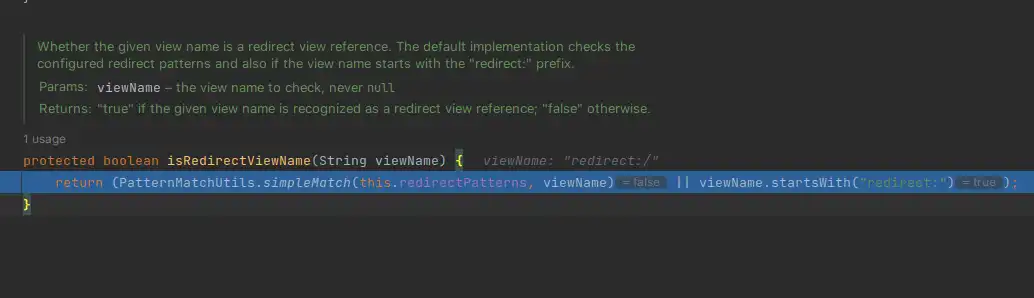 Whether the given view name is a redirect view reference. The default implementation checks the
configured redirect patterns and also if the view name starts with the "redirect:" prefix.
Params: viewName – the view name to check, never null
Returns: "true" if the given view name is recognized as a redirect view reference; "false" otherwise.
1 usage
protected boolean isRedirectViewName(String viewName) { viewName: "redirect:/"
return (PatternMatchUtils.simpleMatch(this.redirectPatterns, viewName) = false || viewName.startsWith("redirect:") = true );
}